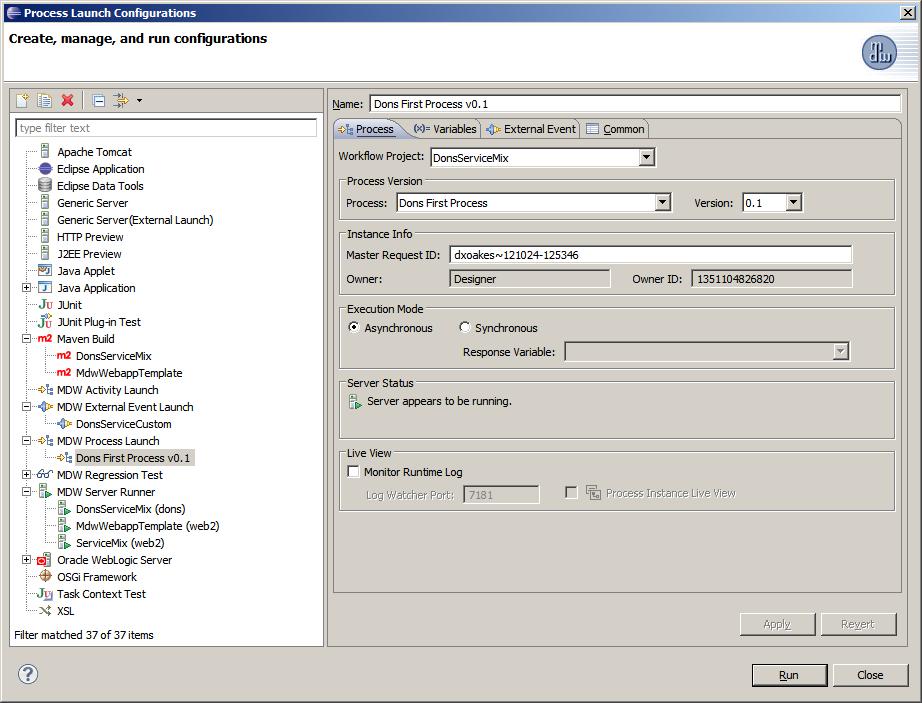 Process Launch Configurations
Create, manage, and run configurations
type filter text
Apache Tomcat
Eclipse Application
Eclipse Data Tools
Generic Server
Generic Server(External Launch)
HTTP Preview
J2EE Preview
Java Applet
Java Application
JUnit
JUnit Plug-in Test
Maven Build
DonsServiceMix
MdwWebappTemplate
MDW Activity Launch
MDW External Event Launch
DonsServiceCustom
MDW Process Launch
Dons First Process v0.1
MDW Regression Test
MDW Server Runner
DonsServiceMix (dons)
MdwWebappTemplate (web2)
ServiceMix (web2)
Oracle WebLogic Server
OSGi Framework
Task Context Test
XSL
Filter matched 37 of 37 items
Name: Dons First Process v0.1
Process (x)= Variables External Event Common
Workflow Project: DonsServiceMix
Process Version
Process: Dons First Process Version: 0.1
Instance Info
Master Request ID: dxoakes~121024-125346
Owner: Designer Owner ID: 1351104826820
Execution Mode
Asynchronous Synchronous
Response Variable:
Server Status
Server appears to be running.
Live View
Monitor Runtime Log
Log Watcher Port: 7181 Process Instance Live View
Apply Revert
Run Close